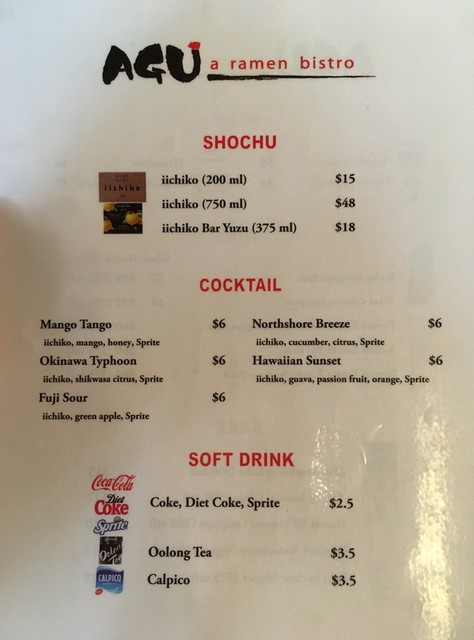 AGU a ramen bistro
SHOCHU
iichiko
iichiko (200 ml) $15
iichiko (750 ml) $48
iichiko Bar Yuzu (375 ml) $18
COCKTAIL
Mango Tango $6 Northshore Breeze $6
iichiko, mango, honey, Sprite iichiko, cucumber, citrus, Sprite
Okinawa Typhoon $6 Hawaiian Sunset $6
iichiko, shikwasa citrus, Sprite iichiko, guava, passion fruit, orange, Sprite
Fuji Sour $6
iichiko, green apple, Sprite
SOFT DRINK
Coca-Cola
Diet
Coke Coke, Diet Coke, Sprite $2.5
Sprite
Oolong Tea Oolong Tea $3.5
CALPICO Calpico $3.5